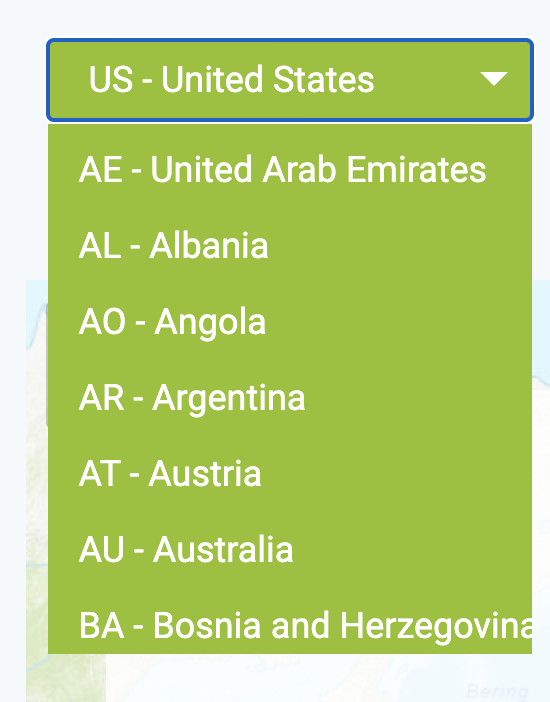 US - United States
AE - United Arab Emirates
AL - Albania
AO - Angola
AR - Argentina
AT - Austria
AU - Australia
BA - Bosnia and Herzegovina
Bering